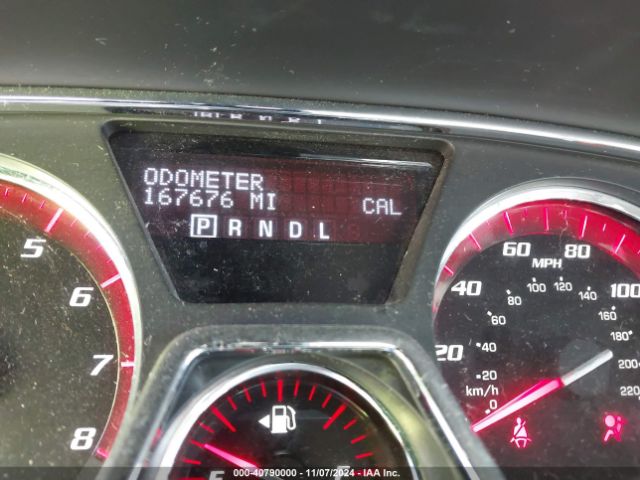 ODOMETER
167676 MI CAL
P R N D L
5
6
7
8
60 80
MPH
40 100
80 100 120 140
60 160
180
20 40 200
20 220
km/h 0
000-40790000 - 11/07/2024 - IAA Inc.